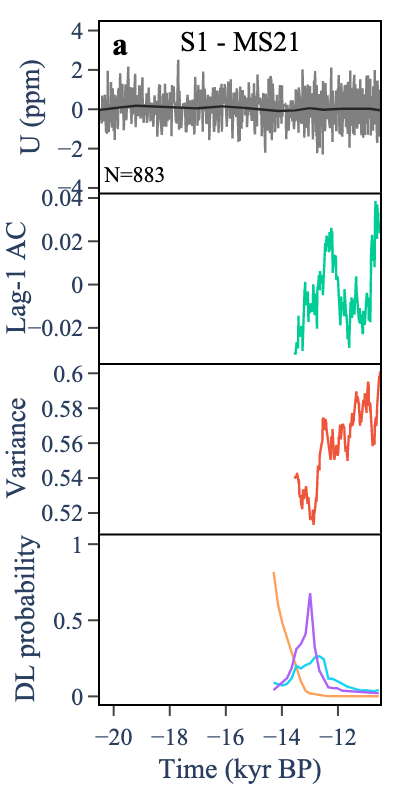 a
S1 - MS21
U (ppm)
4
2
0
−2
−4
N=883
Lag-1 AC
0.04
0.02
0
−0.02
Variance
0.6
0.58
0.56
0.54
0.52
DL probability
1
0.5
0
−20 −18 −16 −14 −12
Time (kyr BP)